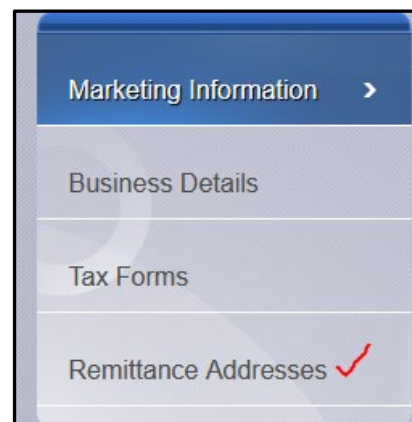 Marketing Information
Business Details
Tax Forms
Remittance Addresses